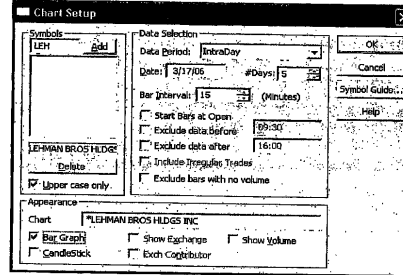 Chart Setup
Symbols
LEH
Add
LEHMAN BROS HLDGS
Delete
Upper case only
Data Selection
Data Period: IntraDay
Date: 3/17/06 #Days: 5
Bar Interval: 15 (Minutes)
Start Bars at Open
Exclude data before 09:30
Exclude data after 16:00
Include Irregular Trades
Exclude bars with no volume
OK
Cancel
Symbol Guide...
Help
Appearance
Chart *LEHMAN BROS HLDGS INC
Bar Graph Show Exchange Show Volume
CandleStick Exch Contributor